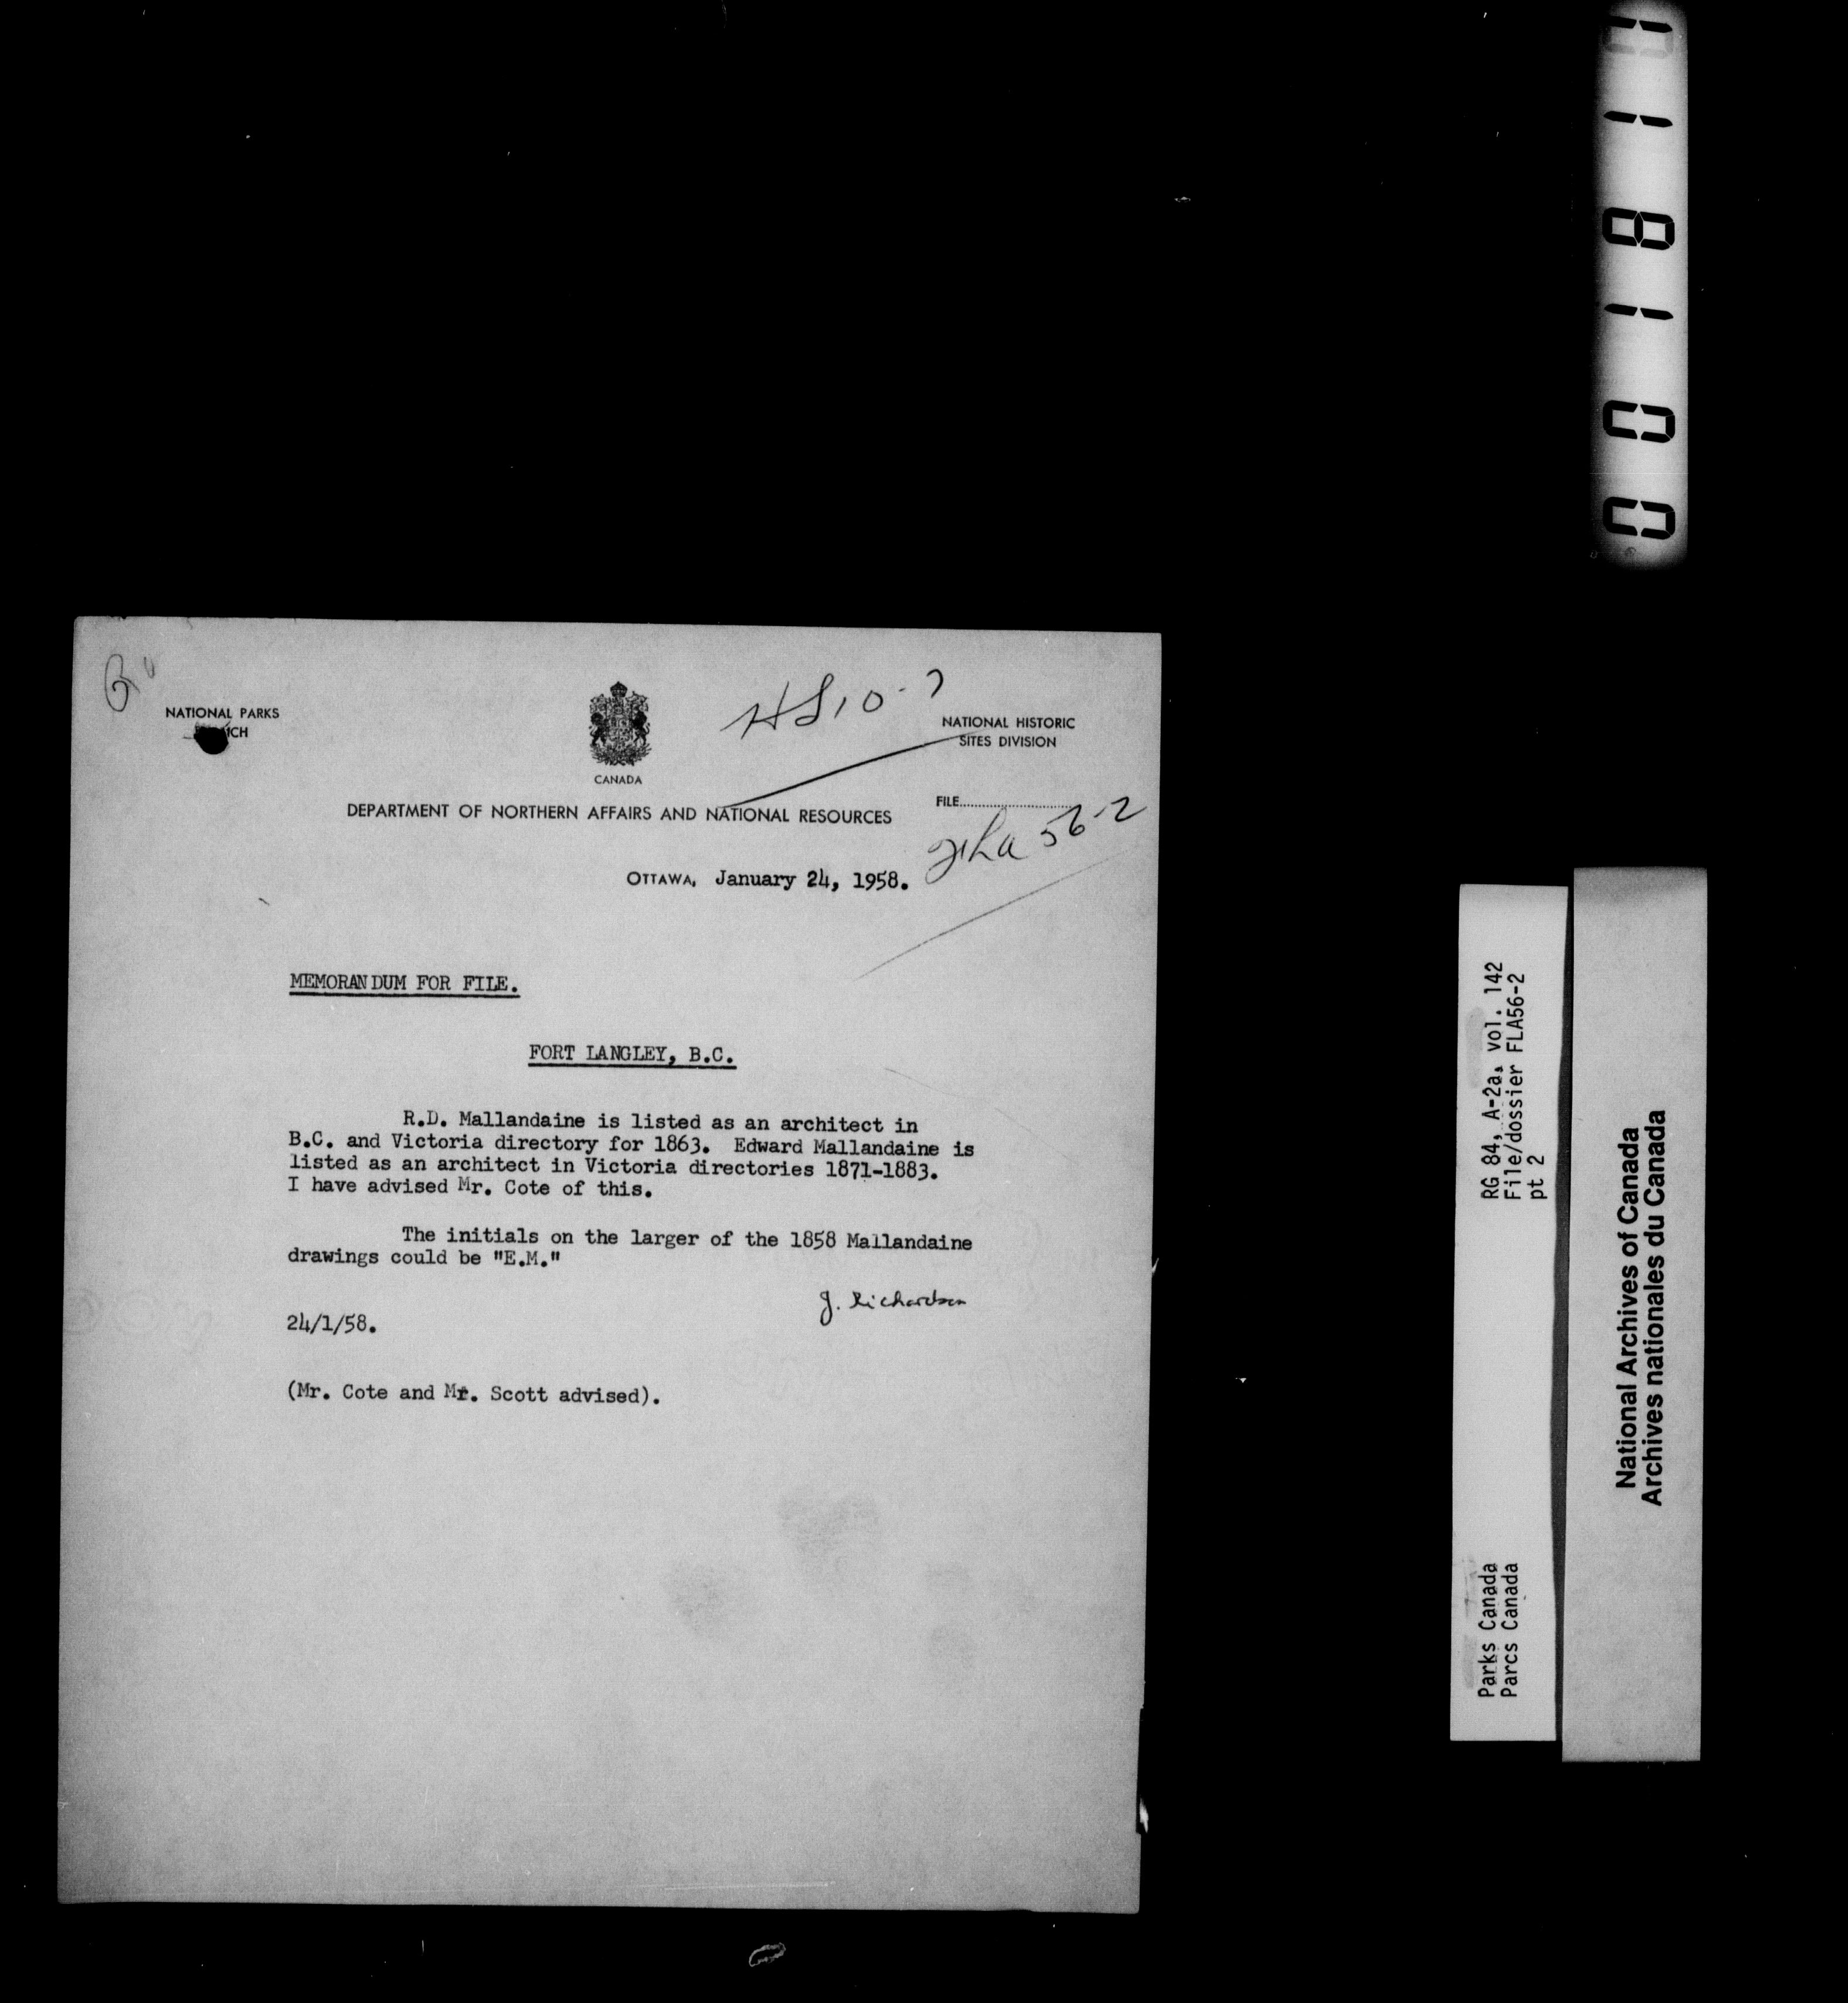 NATIONAL PARKS
CANADA
HS10-7
NATIONAL HISTORIC
SITES DIVISION
DEPARTMENT OF NORTHERN AFFAIRS AND NATIONAL RESOURCES
FILE
56-2
OTTAWA, January 24, 1958.
MEMORANDUM FOR FILE.
FORT LANGLEY, B.C.
R.D. Mallandaine is listed as an architect in
B.C. and Victoria directory for 1863. Edward Mallandaine is
listed as an architect in Victoria directories 1871-1883.
I have advised Mr. Cote of this.
The initials on the larger of the 1858 Mallandaine
drawings could be "E.M."
J. Richardson
24/1/58.
(Mr. Cote and Mr. Scott advised).
RG 84, A-2a, vol. 142
File/dossier FLA56-2
pt 2
Parks Canada
Parcs Canada
National Archives of Canada
Archives nationales du Canada